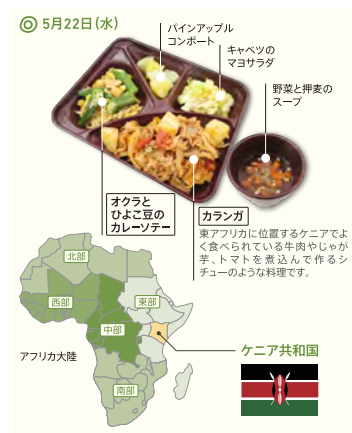 ◎ 5月22日(水)
パインアップル
コンポート
キャベツの
マヨサラダ
野菜と押麦の
スープ
オクラと
ひよこ豆の
カレーソテー
カランガ
東アフリカに位置するケニアでよ
く食べられている牛肉やじゃが
芋、トマトを煮込んで作るシ
チューのような料理です。
北部
西部
東部
中部
南部
アフリカ大陸
ケニア共和国